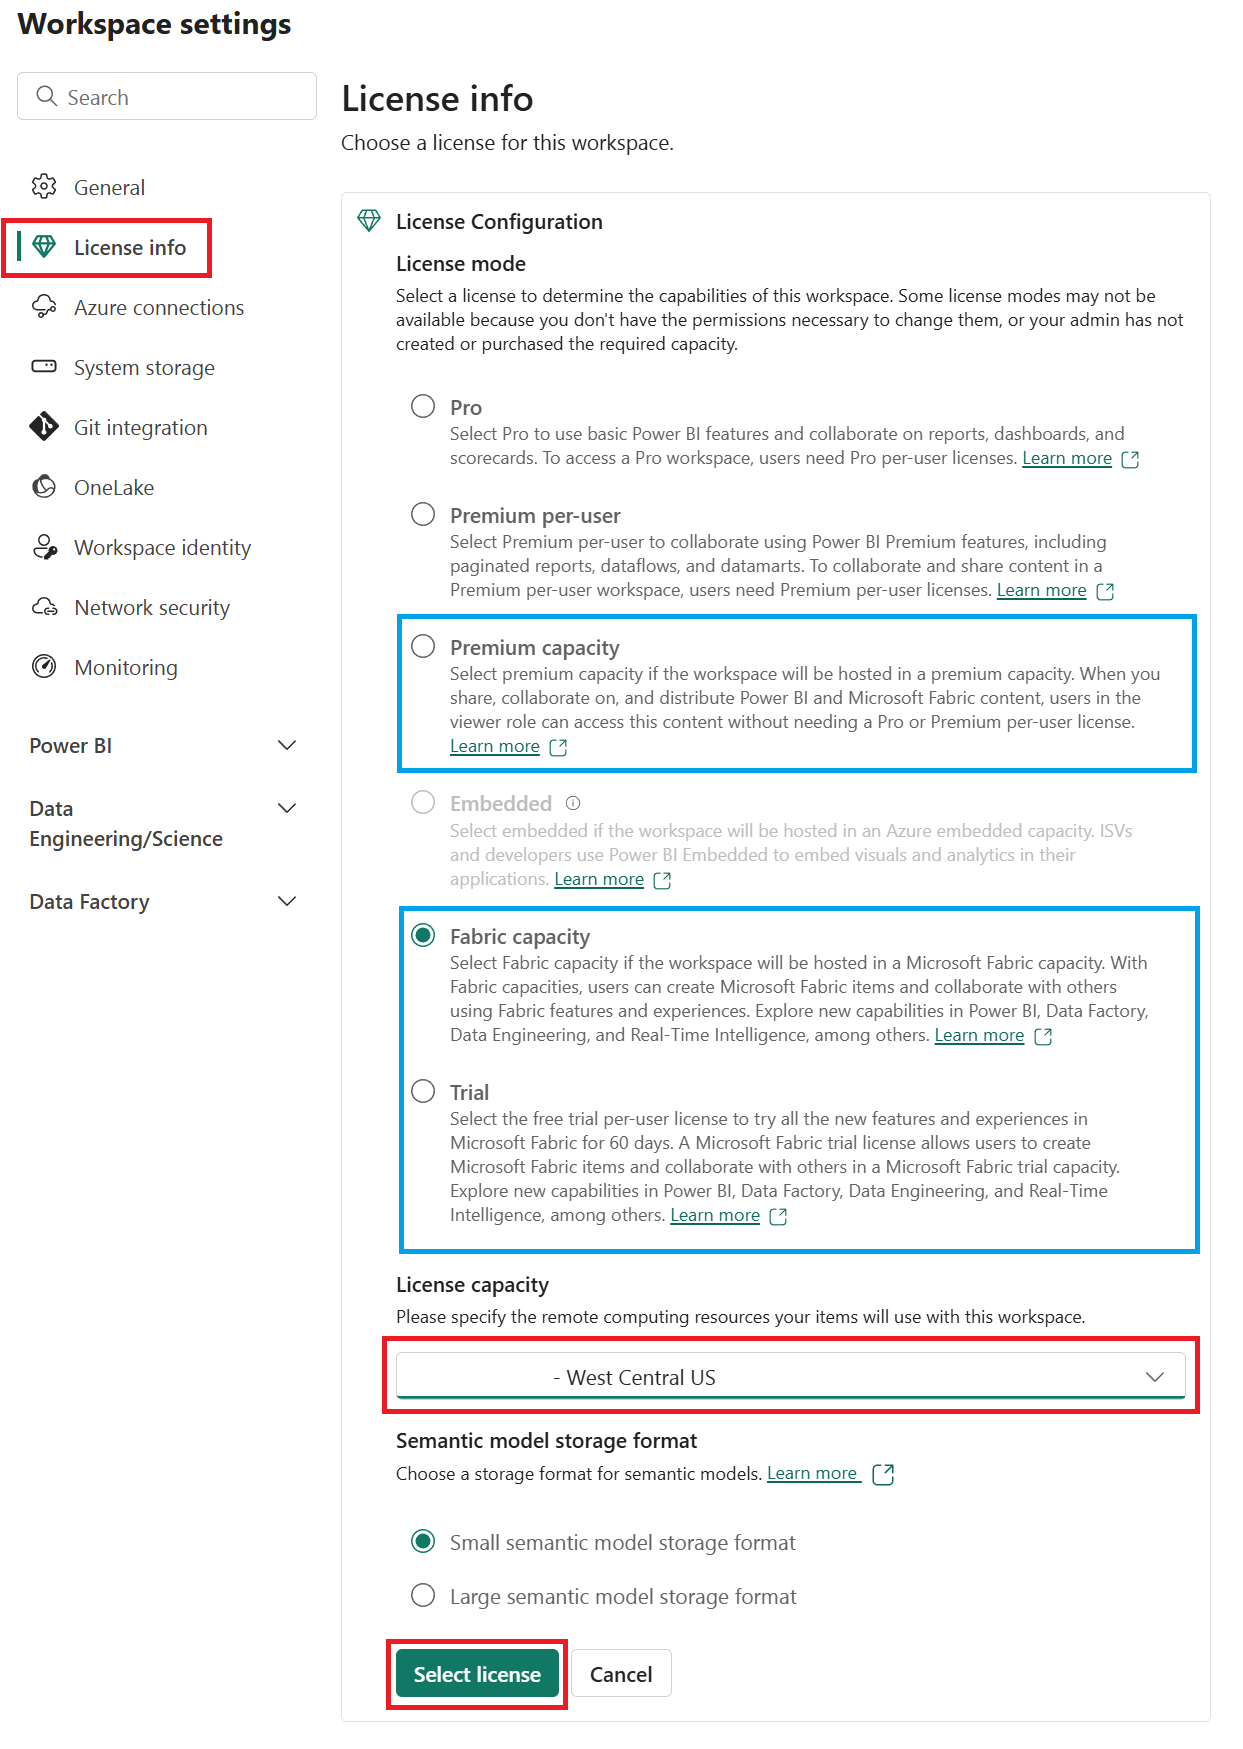 Workspace settings
Search
General
License info
Azure connections
System storage
Git integration
OneLake
Workspace identity
Network security
Monitoring
Power BI
Data
Engineering/Science
Data Factory
License info
Choose a license for this workspace.
License Configuration
License mode
Select a license to determine the capabilities of this workspace. Some license modes may not be
available because you don't have the permissions necessary to change them, or your admin has not
created or purchased the required capacity.
Pro
Select Pro to use basic Power BI features and collaborate on reports, dashboards, and
scorecards. To access a Pro workspace, users need Pro per-user licenses. Learn more
Premium per-user
Select Premium per-user to collaborate using Power BI Premium features, including
paginated reports, dataflows, and datamarts. To collaborate and share content in a
Premium per-user workspace, users need Premium per-user licenses. Learn more
Premium capacity
Select premium capacity if the workspace will be hosted in a premium capacity. When you
share, collaborate on, and distribute Power BI and Microsoft Fabric content, users in the
viewer role can access this content without needing a Pro or Premium per-user license.
Learn more
Embedded
Select embedded if the workspace will be hosted in an Azure embedded capacity. ISVs
and developers use Power BI Embedded to embed visuals and analytics in their
applications. Learn more
Fabric capacity
Select Fabric capacity if the workspace will be hosted in a Microsoft Fabric capacity. With
Fabric capacities, users can create Microsoft Fabric items and collaborate with others
using Fabric features and experiences. Explore new capabilities in Power BI, Data Factory,
Data Engineering, and Real-Time Intelligence, among others. Learn more
Trial
Select the free trial per-user license to try all the new features and experiences in
Microsoft Fabric for 60 days. A Microsoft Fabric trial license allows users to create
Microsoft Fabric items and collaborate with others in a Microsoft Fabric trial capacity.
Explore new capabilities in Power BI, Data Factory, Data Engineering, and Real-Time
Intelligence, among others. Learn more
License capacity
Please specify the remote computing resources your items will use with this workspace.
- West Central US
Semantic model storage format
Choose a storage format for semantic models. Learn more
Small semantic model storage format
Large semantic model storage format
Select license
Cancel